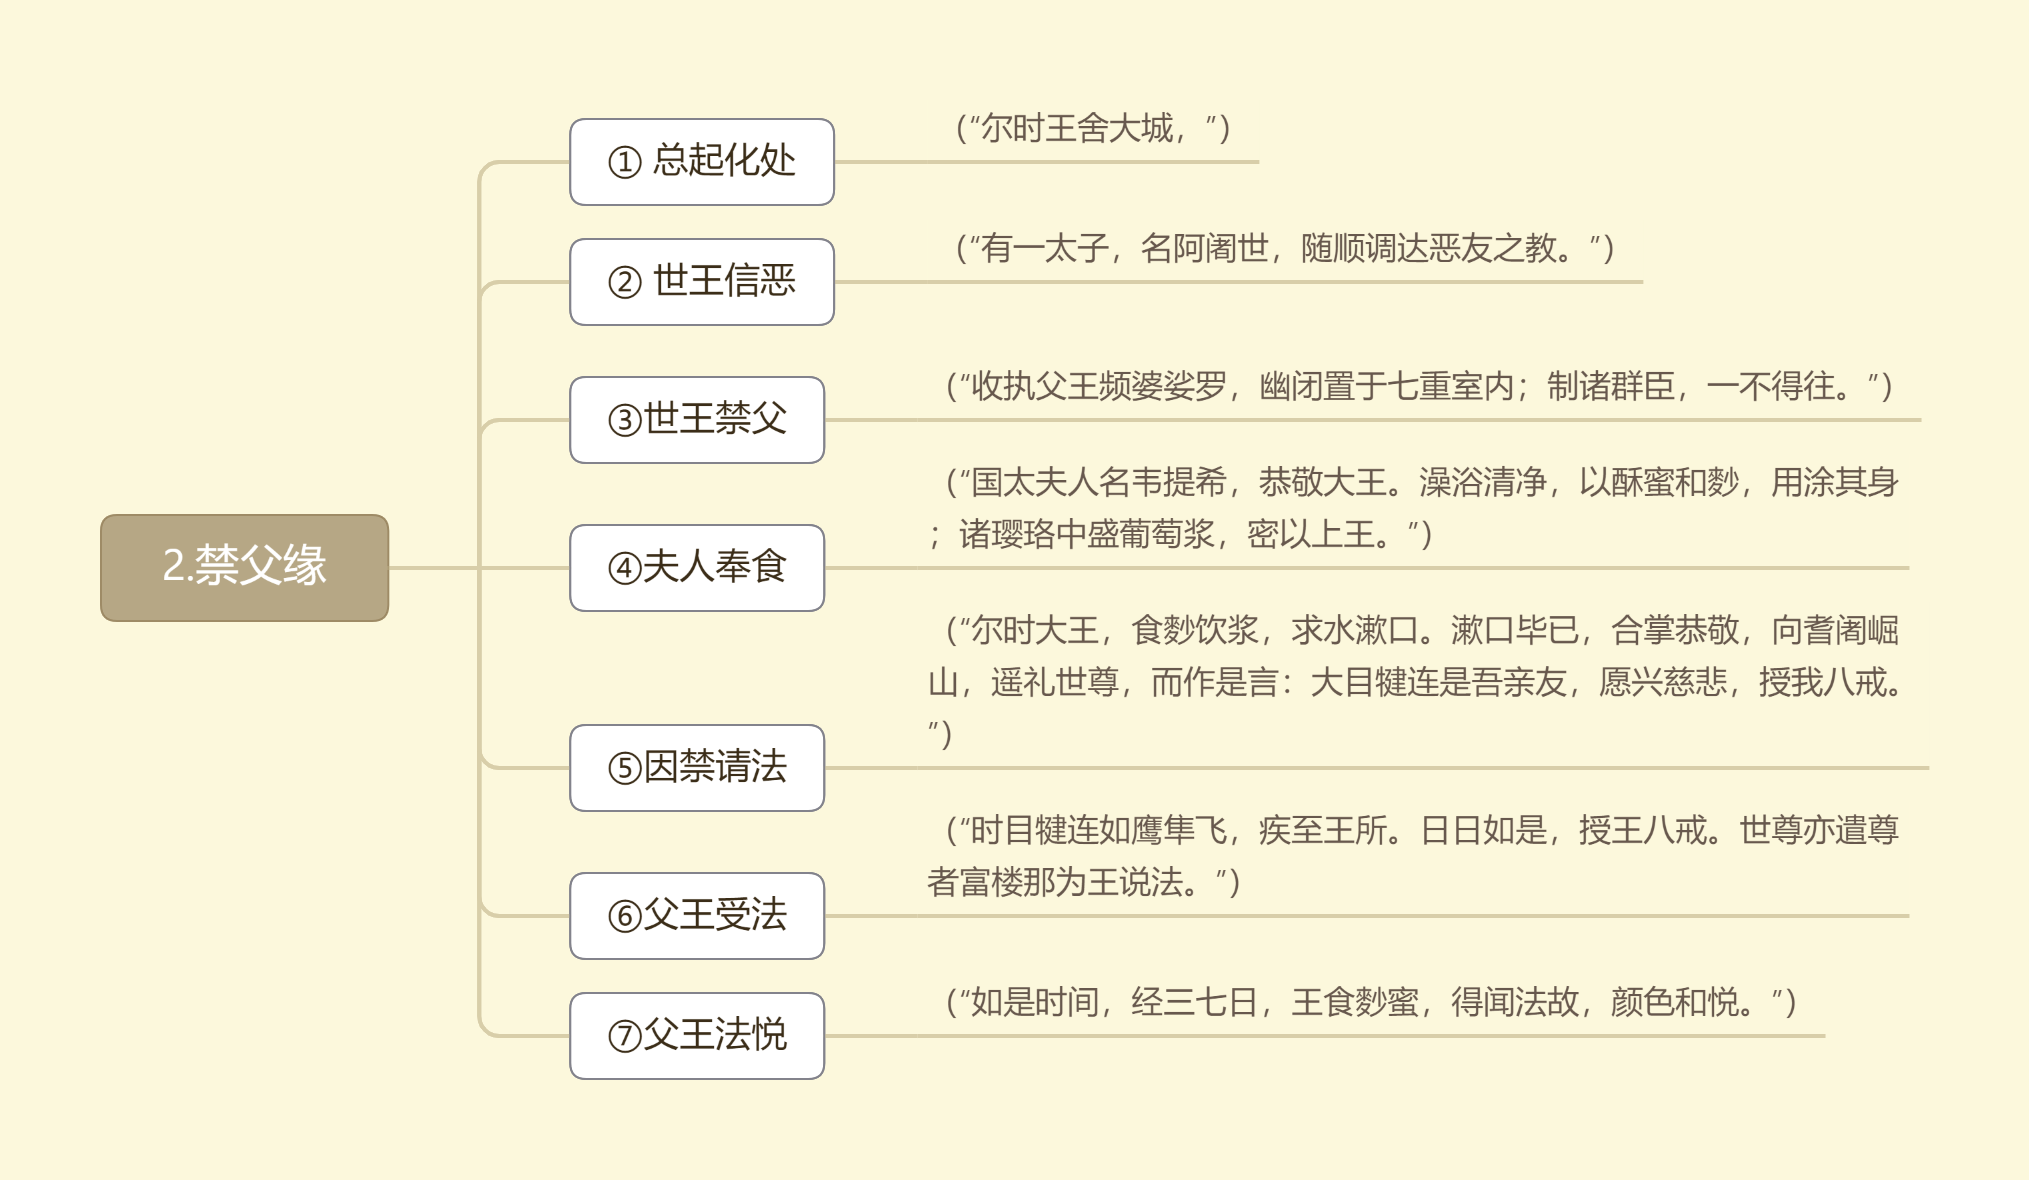 2.禁父缘
① 总起化处
（“尔时王舍大城，”）
② 世王信恶
（“有一太子，名阿阇世，随顺调达恶友之教。”）
③世王禁父
（“收执父王频婆娑罗，幽闭置于七重室内；制诸群臣，一不得往。”）
④夫人奉食
（“国太夫人名韦提希，恭敬大王。澡浴清净，以酥蜜和麨，用涂其身
；诸璎珞中盛葡萄浆，密以上王。”）
⑤因禁请法
（“尔时大王，食麨饮浆，求水漱口。漱口毕已，合掌恭敬，向耆阇崛
山，遥礼世尊，而作是言：大目犍连是吾亲友，愿兴慈悲，授我八戒。
”）
⑥父王受法
（“时目犍连如鹰隼飞，疾至王所。日日如是，授王八戒。世尊亦遣尊
者富楼那为王说法。”）
⑦父王法悦
（“如是时间，经三七日，王食麨蜜，得闻法故，颜色和悦。”）